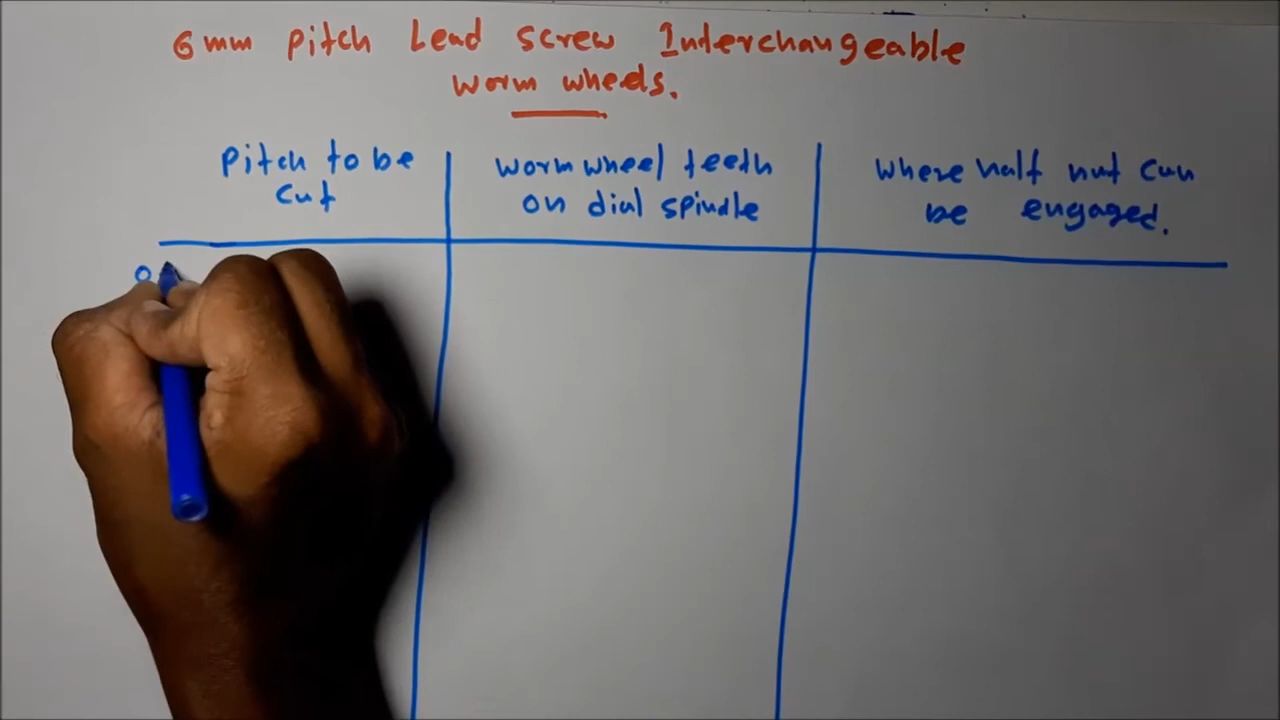 6mm Pitch Lead screw Interchangeable
worm wheels.
Pitch to be
cut
worm wheel teeth
on dial spindle
where half nut can
be engaged.
0